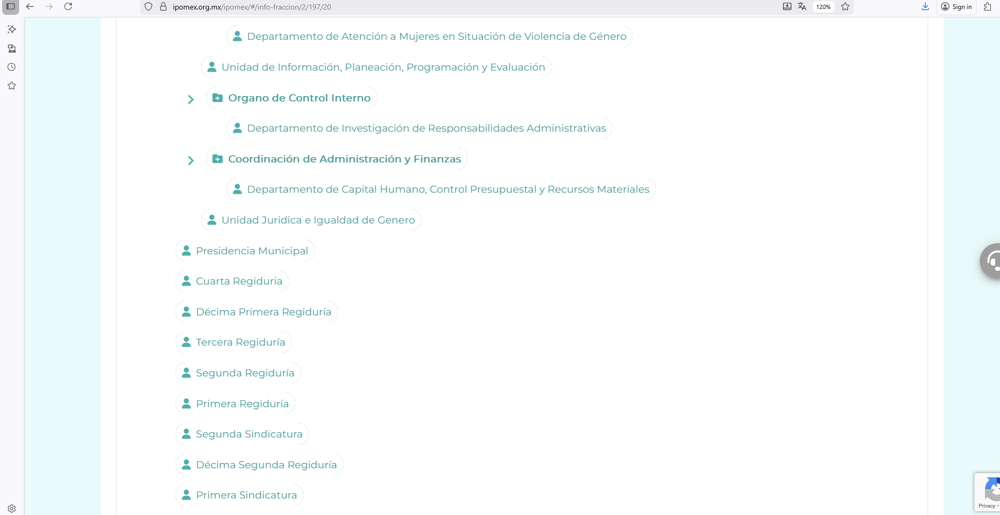 ipomex.org.mx/ipomex/#/info-fraccion/2/197/20
120%
Sign in
Departamento de Atención a Mujeres en Situación de Violencia de Género
Unidad de Información, Planeación, Programación y Evaluación
Organo de Control Interno
Departamento de Investigación de Responsabilidades Administrativas
Coordinación de Administración y Finanzas
Departamento de Capital Humano, Control Presupuestal y Recursos Materiales
Unidad Juridica e Igualdad de Genero
Presidencia Municipal
Cuarta Regiduría
Décima Primera Regiduría
Tercera Regiduría
Segunda Regiduría
Primera Regiduría
Segunda Sindicatura
Décima Segunda Regiduría
Primera Sindicatura
Privacy -